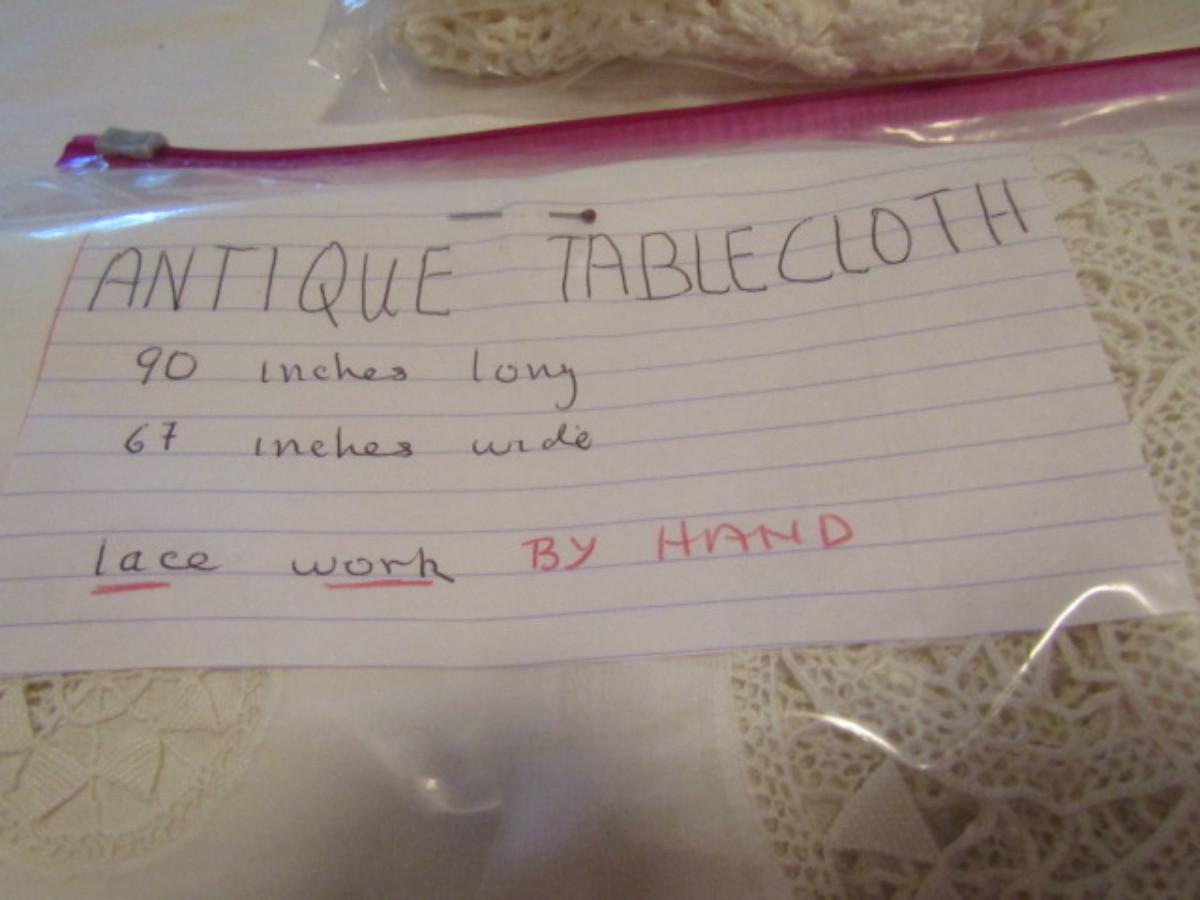 ANTIQUE TABLECLOTH
90 inches long
67 inches wide
lace work BY HAND